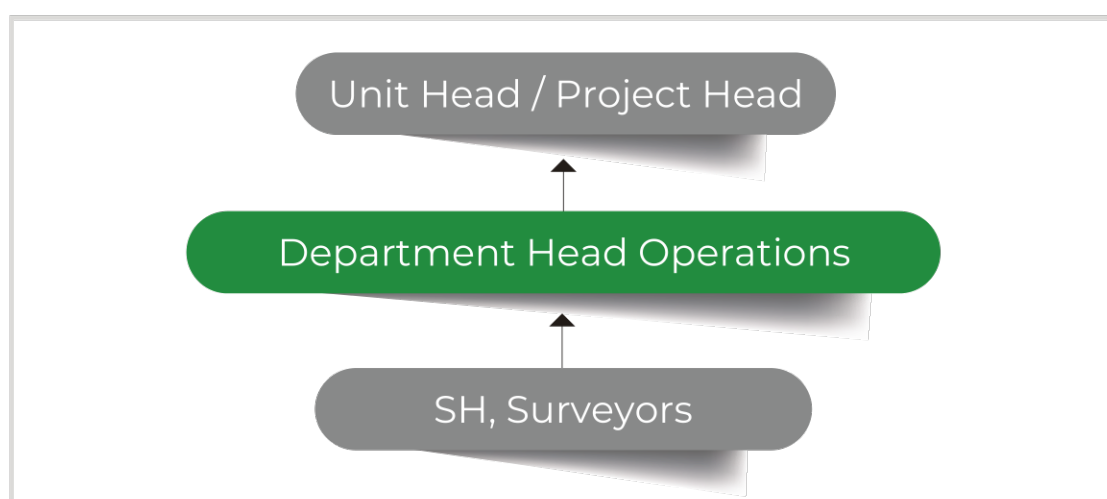 Unit Head / Project Head
Department Head Operations
SH, Surveyors